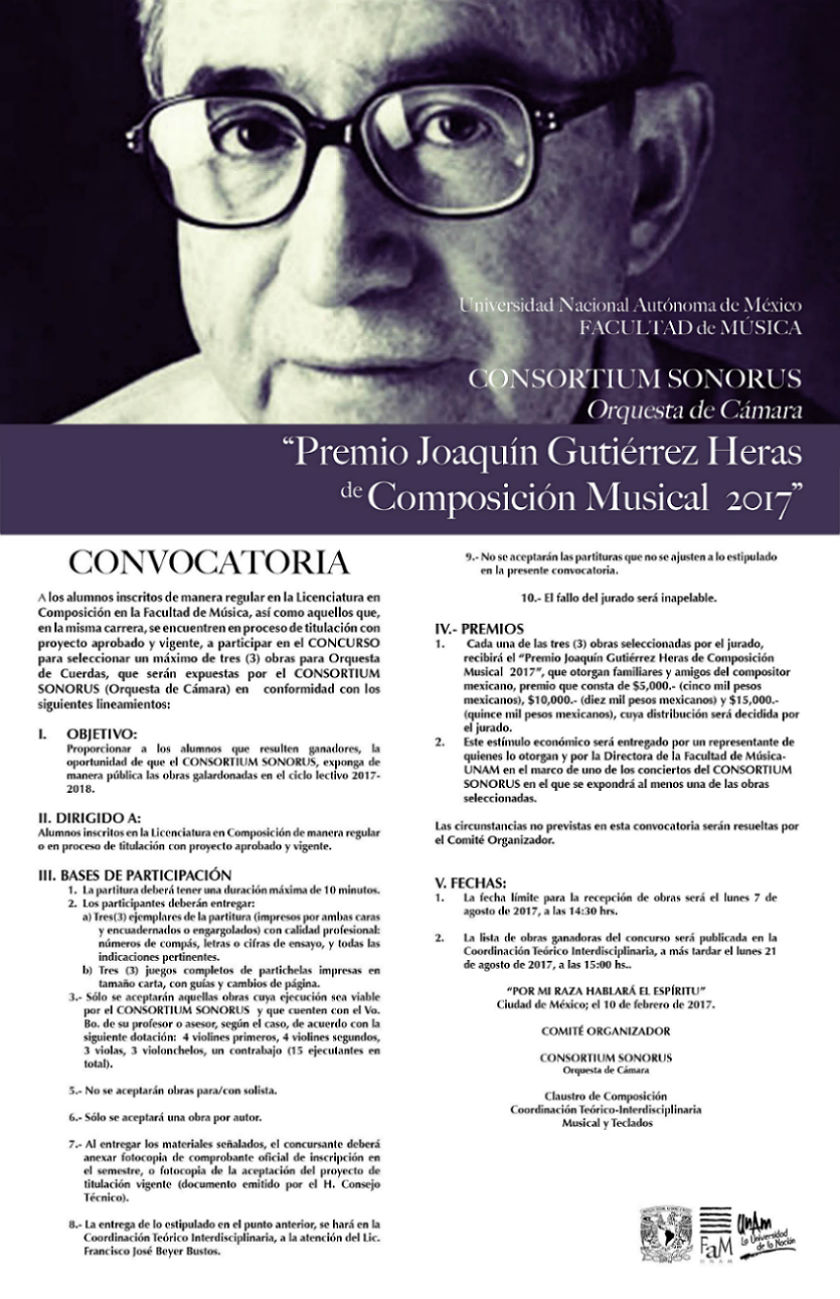 Universidad Nacional Autónoma de México
FACULTAD de MÚSICA
CONSORTIUM SONORUS
Orquesta de Cámara
“Premio Joaquín Gutiérrez Heras
de Composición Musical 2017”
CONVOCATORIA
A los alumnos inscritos de manera regular en la Licenciatura en
Composición en la Facultad de Música, así como aquellos que,
en la misma carrera, se encuentren en proceso de titulación con
proyecto aprobado y vigente, a participar en el CONCURSO
para seleccionar un máximo de tres (3) obras para Orquesta
de Cuerdas, que serán expuestas por el CONSORTIUM
SONORUS (Orquesta de Cámara) en conformidad con los
siguientes lineamientos:
I. OBJETIVO:
Proporcionar a los alumnos que resulten ganadores, la
oportunidad de que el CONSORTIUM SONORUS, exponga de
manera pública las obras galardonadas en el ciclo lectivo 2017-
2018.
II. DIRIGIDO A:
Alumnos inscritos en la Licenciatura en Composición de manera regular
o en proceso de titulación con proyecto aprobado y vigente.
III. BASES DE PARTICIPACIÓN
1. La partitura deberá tener una duración máxima de 10 minutos.
2. Los participantes deberán entregar:
a) Tres(3) ejemplares de la partitura (impresos por ambas caras
y encuadernados o engargolados) con calidad profesional:
números de compás, letras o cifras de ensayo, y todas las
indicaciones pertinentes.
b) Tres (3) juegos completos de partichelas impresas en
tamaño carta, con guías y cambios de página.
3.- Sólo se aceptarán aquellas obras cuya ejecución sea viable
por el CONSORTIUM SONORUS y que cuenten con el Vo.
Bo. de su profesor o asesor, según el caso, de acuerdo con la
siguiente dotación: 4 violines primeros, 4 violines segundos,
3 violas, 3 violonchelos, un contrabajo (15 ejecutantes en
total).
5.- No se aceptarán obras para/con solista.
6.- Sólo se aceptará una obra por autor.
7.- Al entregar los materiales señalados, el concursante deberá
anexar fotocopia de comprobante oficial de inscripción en
el semestre, o fotocopia de la aceptación del proyecto de
titulación vigente (documento emitido por el H. Consejo
Técnico).
8.- La entrega de lo estipulado en el punto anterior, se hará en la
Coordinación Teórico Interdisciplinaria, a la atención del Lic.
Francisco José Beyer Bustos.
9.- No se aceptarán las partituras que no se ajusten a lo estipulado
en la presente convocatoria.
10.- El fallo del jurado será inapelable.
IV.- PREMIOS
1. Cada una de las tres (3) obras seleccionadas por el jurado,
recibirá el “Premio Joaquín Gutiérrez Heras de Composición
Musical 2017”, que otorgan familiares y amigos del compositor
mexicano, premio que consta de $5,000.- (cinco mil pesos
mexicanos), $10,000.- (diez mil pesos mexicanos) y $15,000.-
(quince mil pesos mexicanos), cuya distribución será decidida por
el jurado.
2. Este estímulo económico será entregado por un representante de
quienes lo otorgan y por la Directora de la Facultad de Música-
UNAM en el marco de uno de los conciertos del CONSORTIUM
SONORUS en el que se expondrá al menos una de las obras
seleccionadas.
Las circunstancias no previstas en esta convocatoria serán resueltas por
el Comité Organizador.
V. FECHAS:
1. La fecha límite para la recepción de obras será el lunes 7 de
agosto de 2017, a las 14:30 hrs.
2. La lista de obras ganadoras del concurso será publicada en la
Coordinación Teórico Interdisciplinaria, a más tardar el lunes 21
de agosto de 2017, a las 15:00 hs..
“POR MI RAZA HABLARÁ EL ESPÍRITU”
Ciudad de México; el 10 de febrero de 2017.
COMITÉ ORGANIZADOR
CONSORTIUM SONORUS
Orquesta de Cámara
Claustro de Composición
Coordinación Teórico-Interdisciplinaria
Musical y Teclados
FaM
UNAM
UNAM
La Universidad
de la Nación